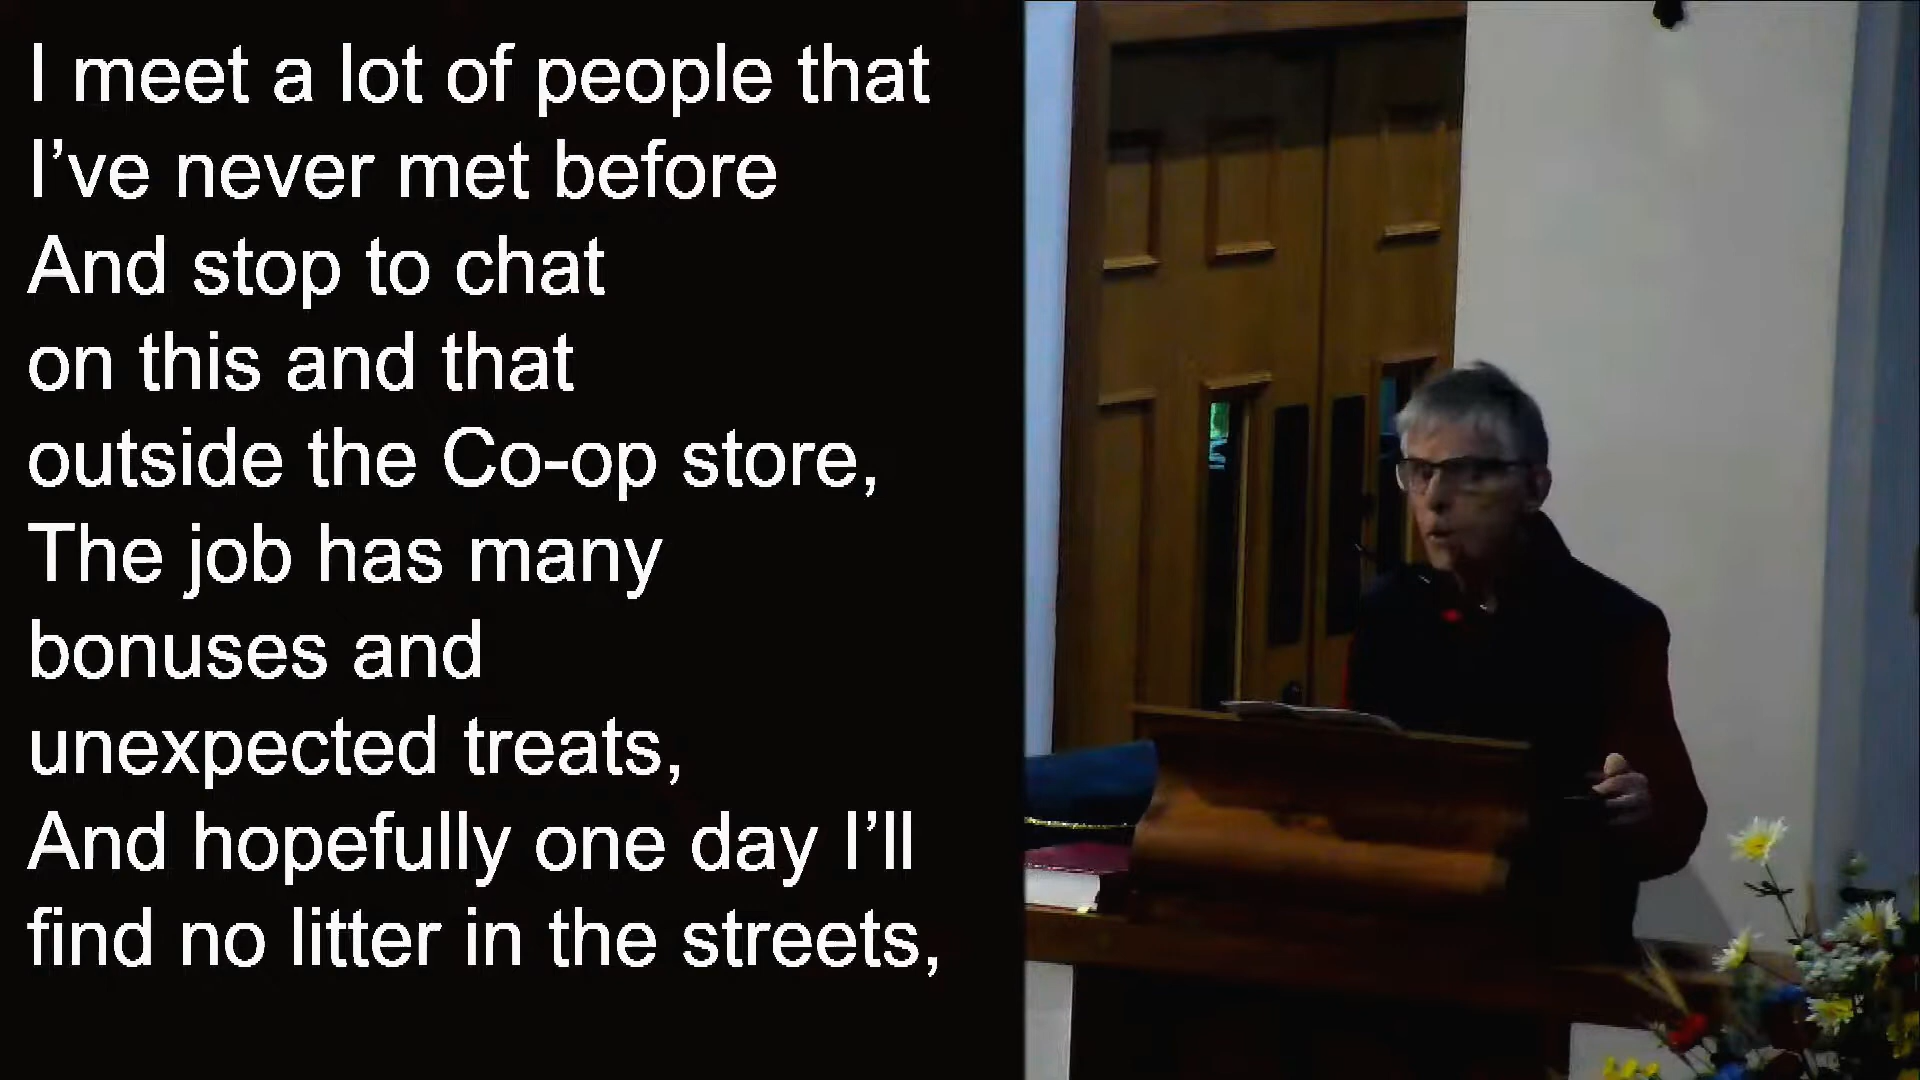 I meet a lot of people that
I’ve never met before
And stop to chat
on this and that
outside the Co-op store,
The job has many
bonuses and
unexpected treats,
And hopefully one day I’ll
find no litter in the streets,